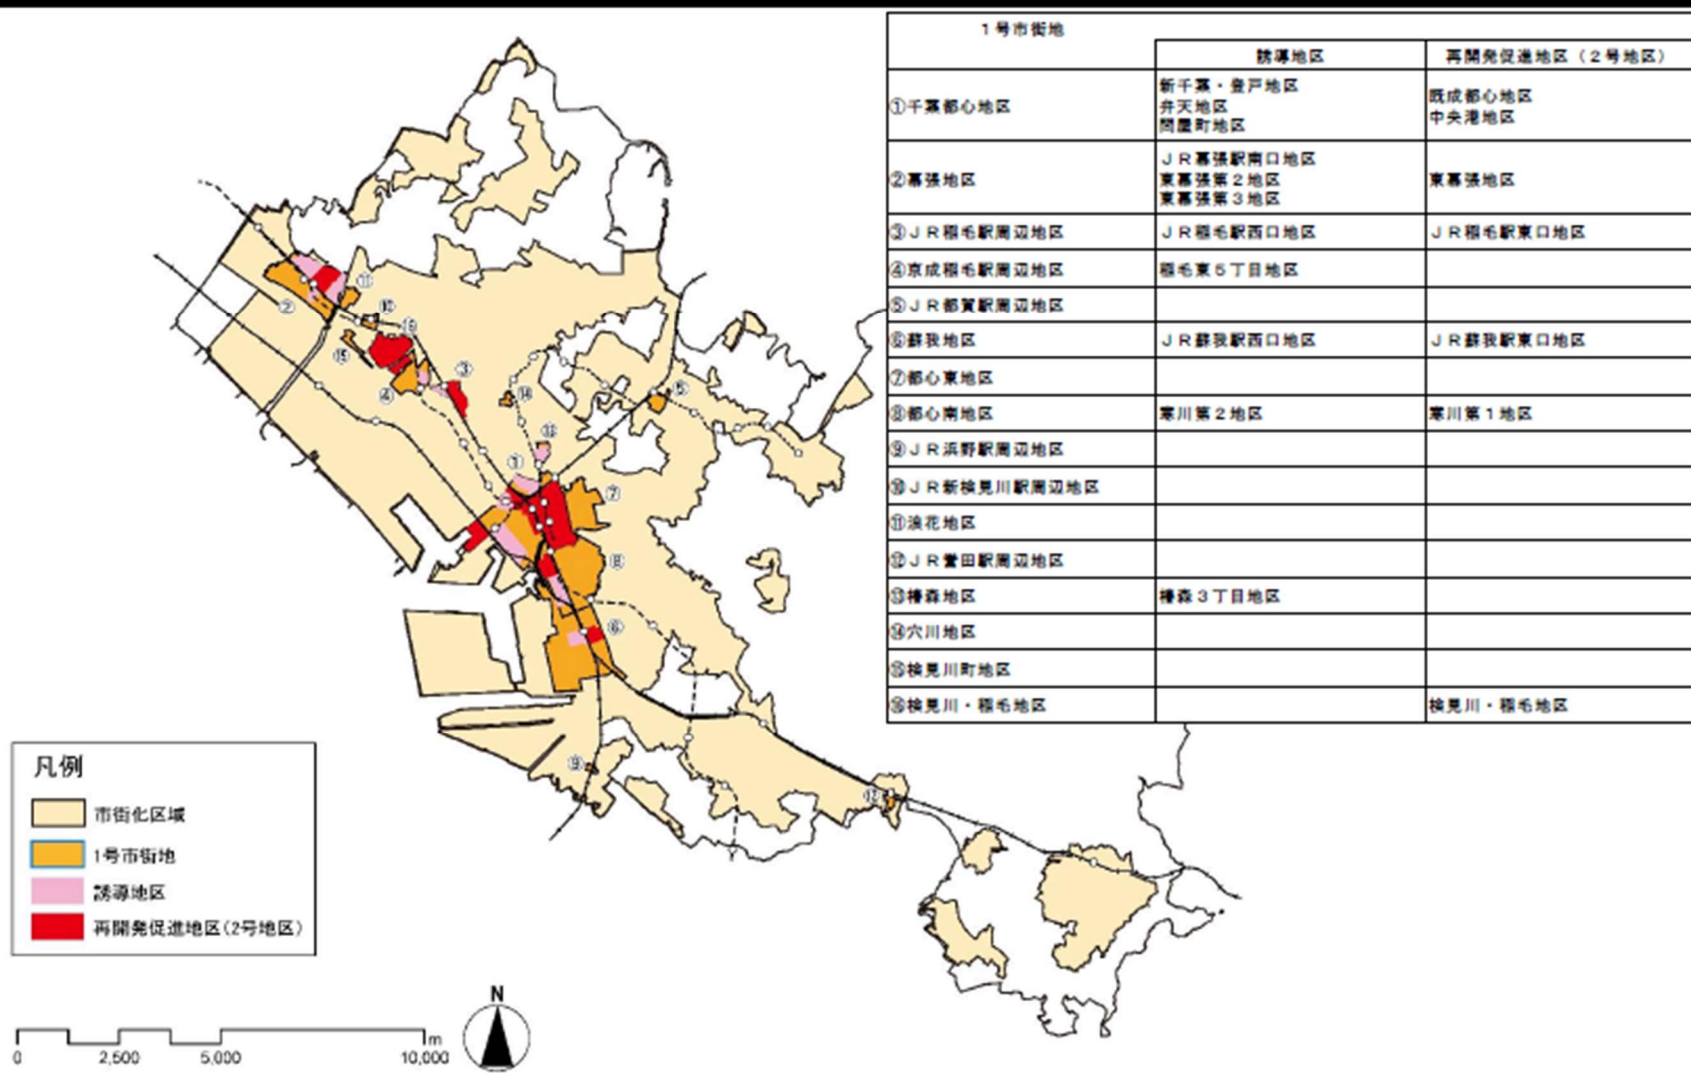 1号市街地
誘導地区
再開発促進地区（2号地区）
①千葉都心地区
新千葉・登戸地区
弁天地区
問屋町地区
既成都心地区
中央港地区
②幕張地区
ＪＲ幕張駅南口地区
東幕張第２地区
東幕張第３地区
東幕張地区
③ＪＲ稲毛駅周辺地区
ＪＲ稲毛駅西口地区
ＪＲ稲毛駅東口地区
④京成稲毛駅周辺地区
稲毛東５丁目地区
⑤ＪＲ都賀駅周辺地区
⑥蘇我地区
ＪＲ蘇我駅西口地区
ＪＲ蘇我駅東口地区
⑦都心東地区
⑧都心南地区
寒川第２地区
寒川第１地区
⑨ＪＲ浜野駅周辺地区
⑩ＪＲ新検見川駅周辺地区
⑪浪花地区
⑫ＪＲ誉田駅周辺地区
⑬椿森地区
椿森３丁目地区
⑭穴川地区
⑮検見川町地区
⑯検見川・稲毛地区
検見川・稲毛地区
⑪
②
⑩
⑯
⑮
③
④
⑭
⑤
⑬
①
⑦
⑧
⑥
⑨
⑫
凡例
市街化区域
1号市街地
誘導地区
再開発促進地区(2号地区)
N
m
0
2,500
5,000
10,000